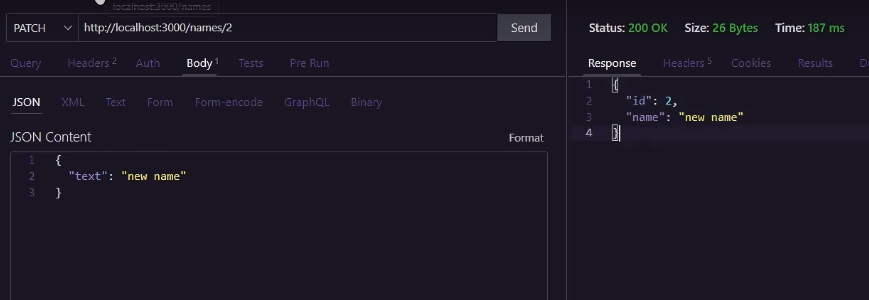 localhost:3000/names
PATCH http://localhost:3000/names/2 Send
Query Headers 2 Auth Body 1 Tests Pre Run
JSON XML Text Form Form-encode GraphQL Binary
JSON Content Format
1 {
2 "text": "new name"
3 }
Status: 200 OK Size: 26 Bytes Time: 187 ms
Response Headers 5 Cookies Results
1 {
2 "id": 2,
3 "name": "new name"
4 }